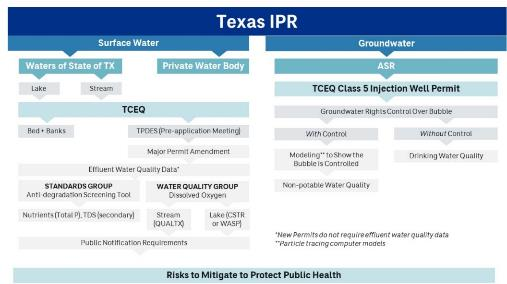 Texas IPR
Surface Water
Groundwater
Waters of State of TX
Private Water Body
ASR
Lake
Stream
TCEQ Class 5 Injection Well Permit
TCEQ
Groundwater Rights Control Over Bubble
Bed + Banks
TPDES (Pre-application Meeting)
With Control
Without Control
Major Permit Amendment
Modeling** to Show the
Bubble is Controlled
Drinking Water Quality
Effluent Water Quality Data*
Non-potable Water Quality
STANDARDS GROUP
Anti-degradation Screening Tool
WATER QUALITY GROUP
Dissolved Oxygen
Nutrients (Total P), TDS (secondary)
Stream
(QUALTX)
Lake (CSTR
or WASP)
Public Notification Requirements
*New Permits do not require effluent water quality data
**Particle tracing computer models
Risks to Mitigate to Protect Public Health